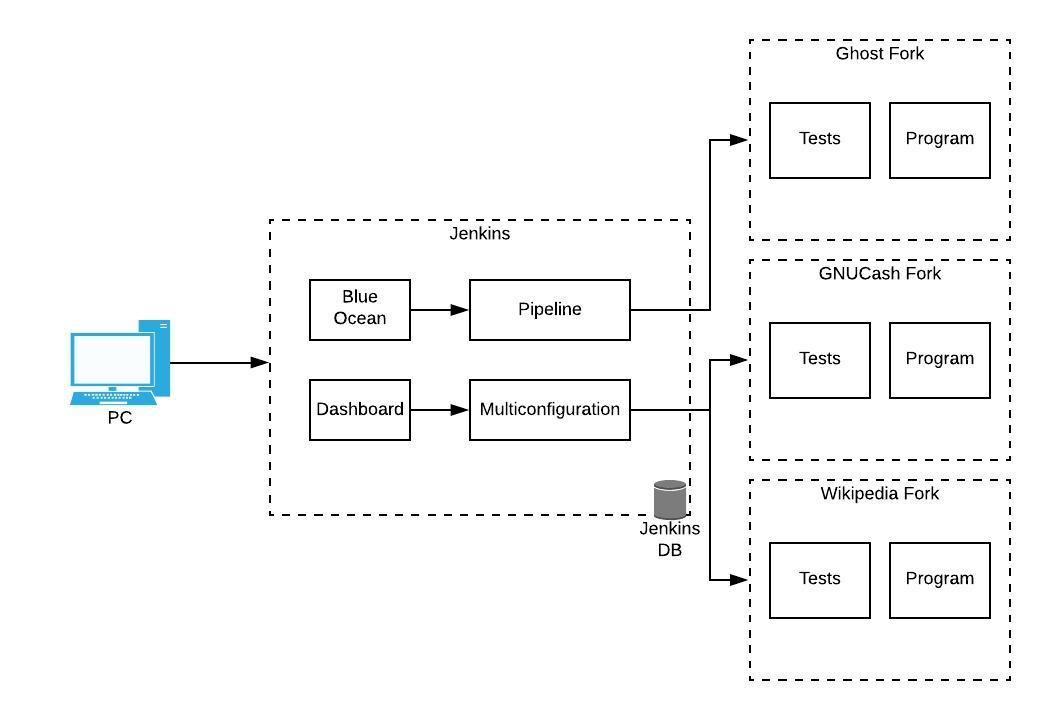 Ghost Fork
Tests
Program
Jenkins
Blue
Ocean
Pipeline
Dashboard
Multiconfiguration
Jenkins
DB
PC
GNUCash Fork
Tests
Program
Wikipedia Fork
Tests
Program